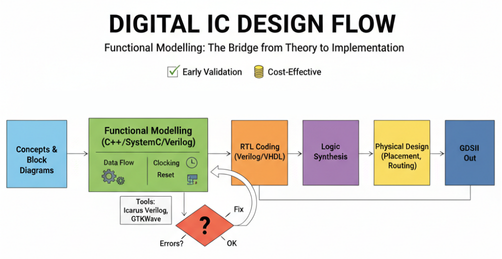 DIGITAL IC DESIGN FLOW
Functional Modelling: The Bridge from Theory to Implementation
Early Validation
Cost-Effective
Concepts &
Block
Diagrams
Functional Modelling
(C++/SystemC/Verilog)
Data Flow
Clocking
Reset
RTL Coding
(Verilog/VHDL)
Logic
Synthesis
Physical Design
(Placement,
Routing)
GDSII
Out
Tools:
Icarus Verilog,
GTKWave
?
Fix
Errors?
OK